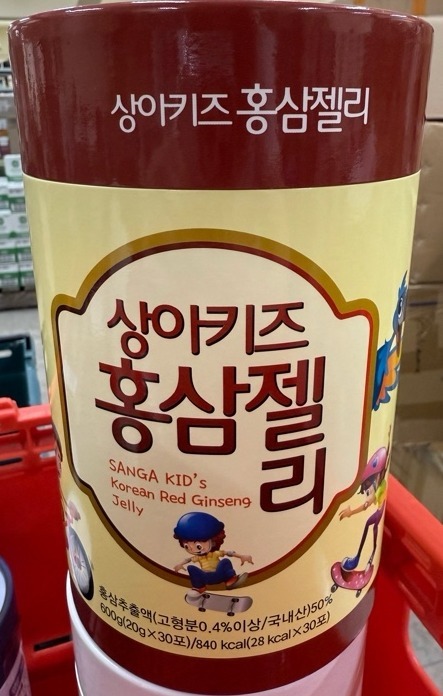 상아키즈 홍삼젤리
상아키즈
홍삼젤
리
SANGA KID's
Korean Red Ginseng
Jelly
홍삼추출액(고형분0.4%이상/국내산)50%
600g(20g×30포)/840 kcal(28 kcal×30포)